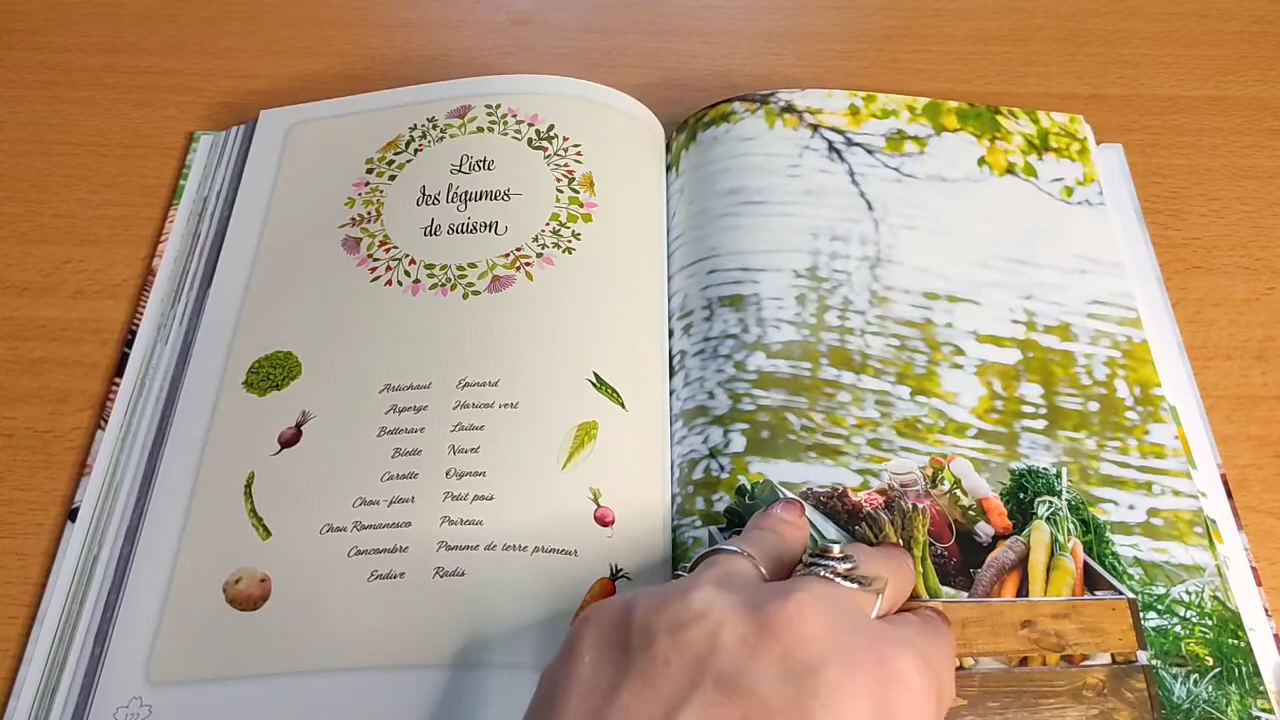 Liste
des légumes
de saison
Artichaut
Asperge
Betterave
Blette
Carotte
Chou-fleur
Chou Romanesco
Concombre
Endive
Épinard
Haricot vert
Laitue
Navet
Oignon
Petit pois
Poireau
Pomme de terre primeur
Radis